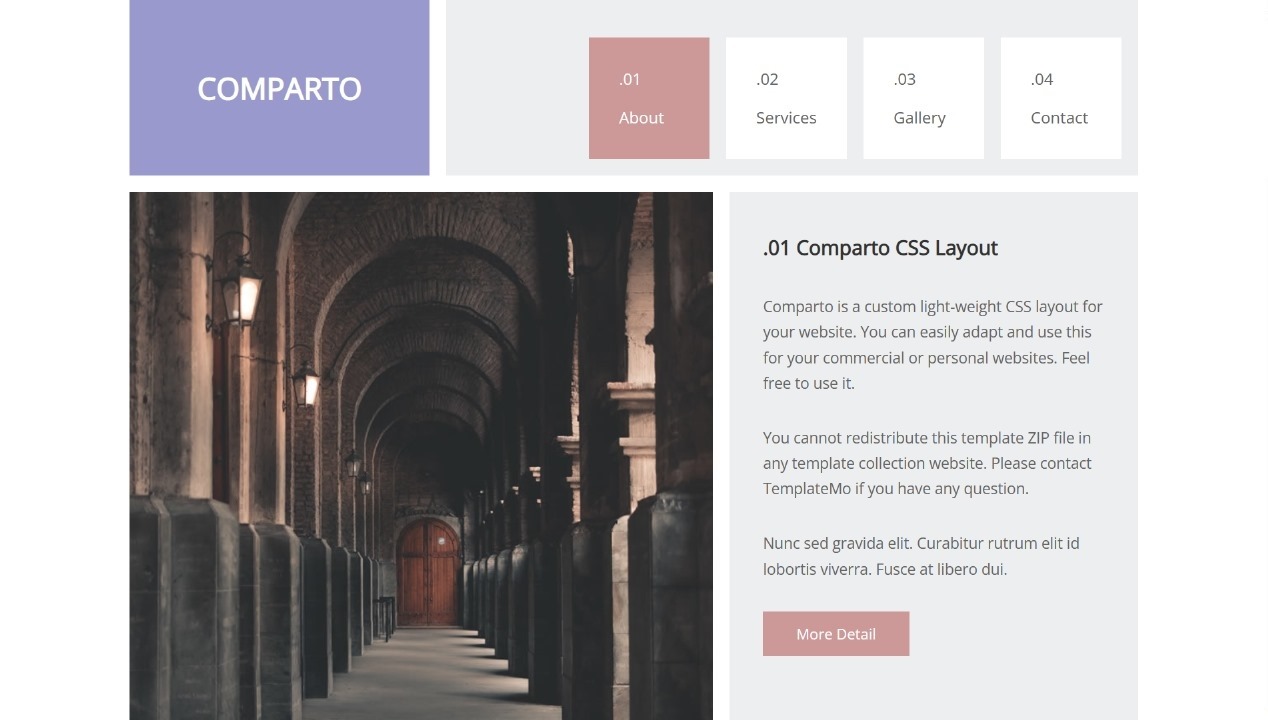 COMPARTO
.01
About
.02
Services
.03
Gallery
.04
Contact
.01 Comparto CSS Layout
Comparto is a custom light-weight CSS layout for
your website. You can easily adapt and use this
for your commercial or personal websites. Feel
free to use it.
You cannot redistribute this template ZIP file in
any template collection website. Please contact
TemplateMo if you have any question.
Nunc sed gravida elit. Curabitur rutrum elit id
lobortis viverra. Fusce at libero dui.
More Detail